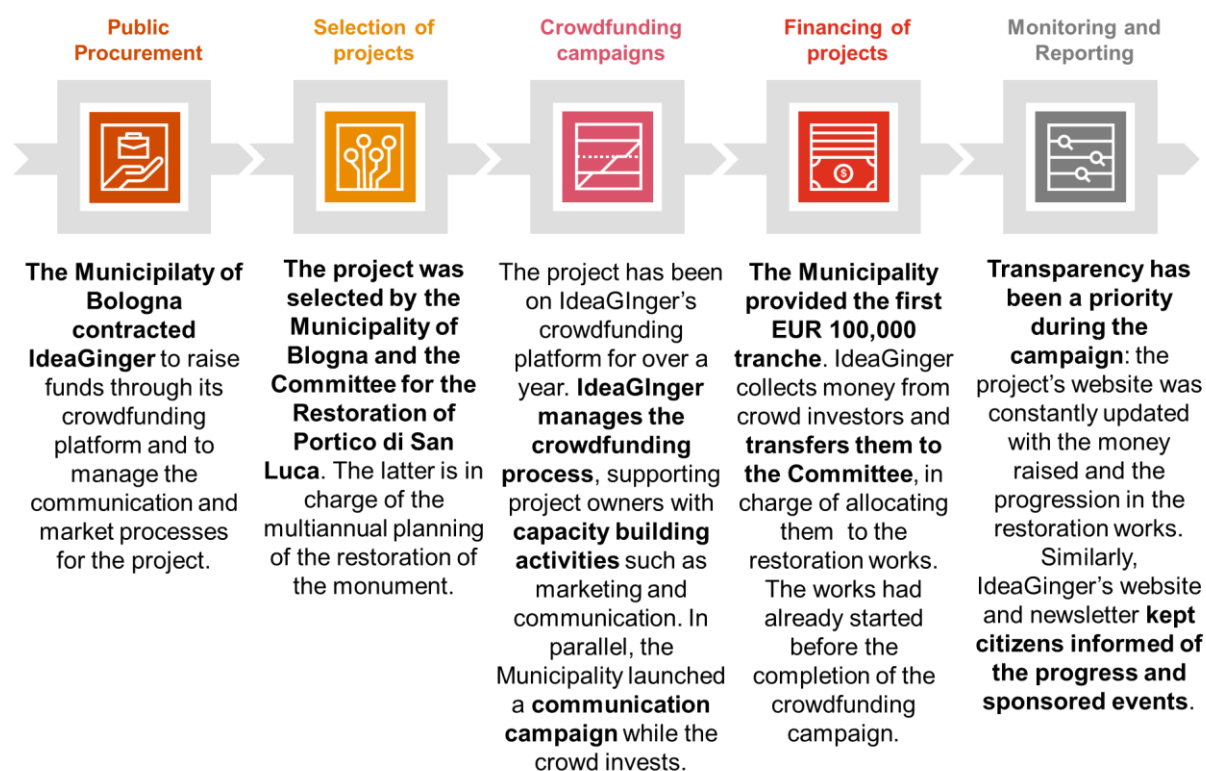 Public
Procurement
Selection of
projects
Crowdfunding
campaigns
Financing of
projects
Monitoring and
Reporting
$
The Municipilaty of
Bologna
contracted
IdeaGinger to raise
funds through its
crowdfunding
platform and to
manage the
communication and
market processes
for the project.
The project was
selected by the
Municipality of
Blogna and the
Committee for the
Restoration of
Portico di San
Luca. The latter is in
charge of the
multiannual planning
of the restoration of
the monument.
The project has been
on IdeaGInger’s
crowdfunding
platform for over a
year. IdeaGInger
manages the
crowdfunding
process, supporting
project owners with
capacity building
activities such as
marketing and
communication. In
parallel, the
Municipality launched
a communication
campaign while the
crowd invests.
The Municipality
provided the first
EUR 100,000
tranche. IdeaGinger
collects money from
crowd investors and
transfers them to
the Committee, in
charge of allocating
them to the
restoration works.
The works had
already started
before the
completion of the
crowdfunding
campaign.
Transparency has
been a priority
during the
campaign: the
project’s website was
constantly updated
with the money
raised and the
progression in the
restoration works.
Similarly,
IdeaGinger’s website
and newsletter kept
citizens informed of
the progress and
sponsored events.